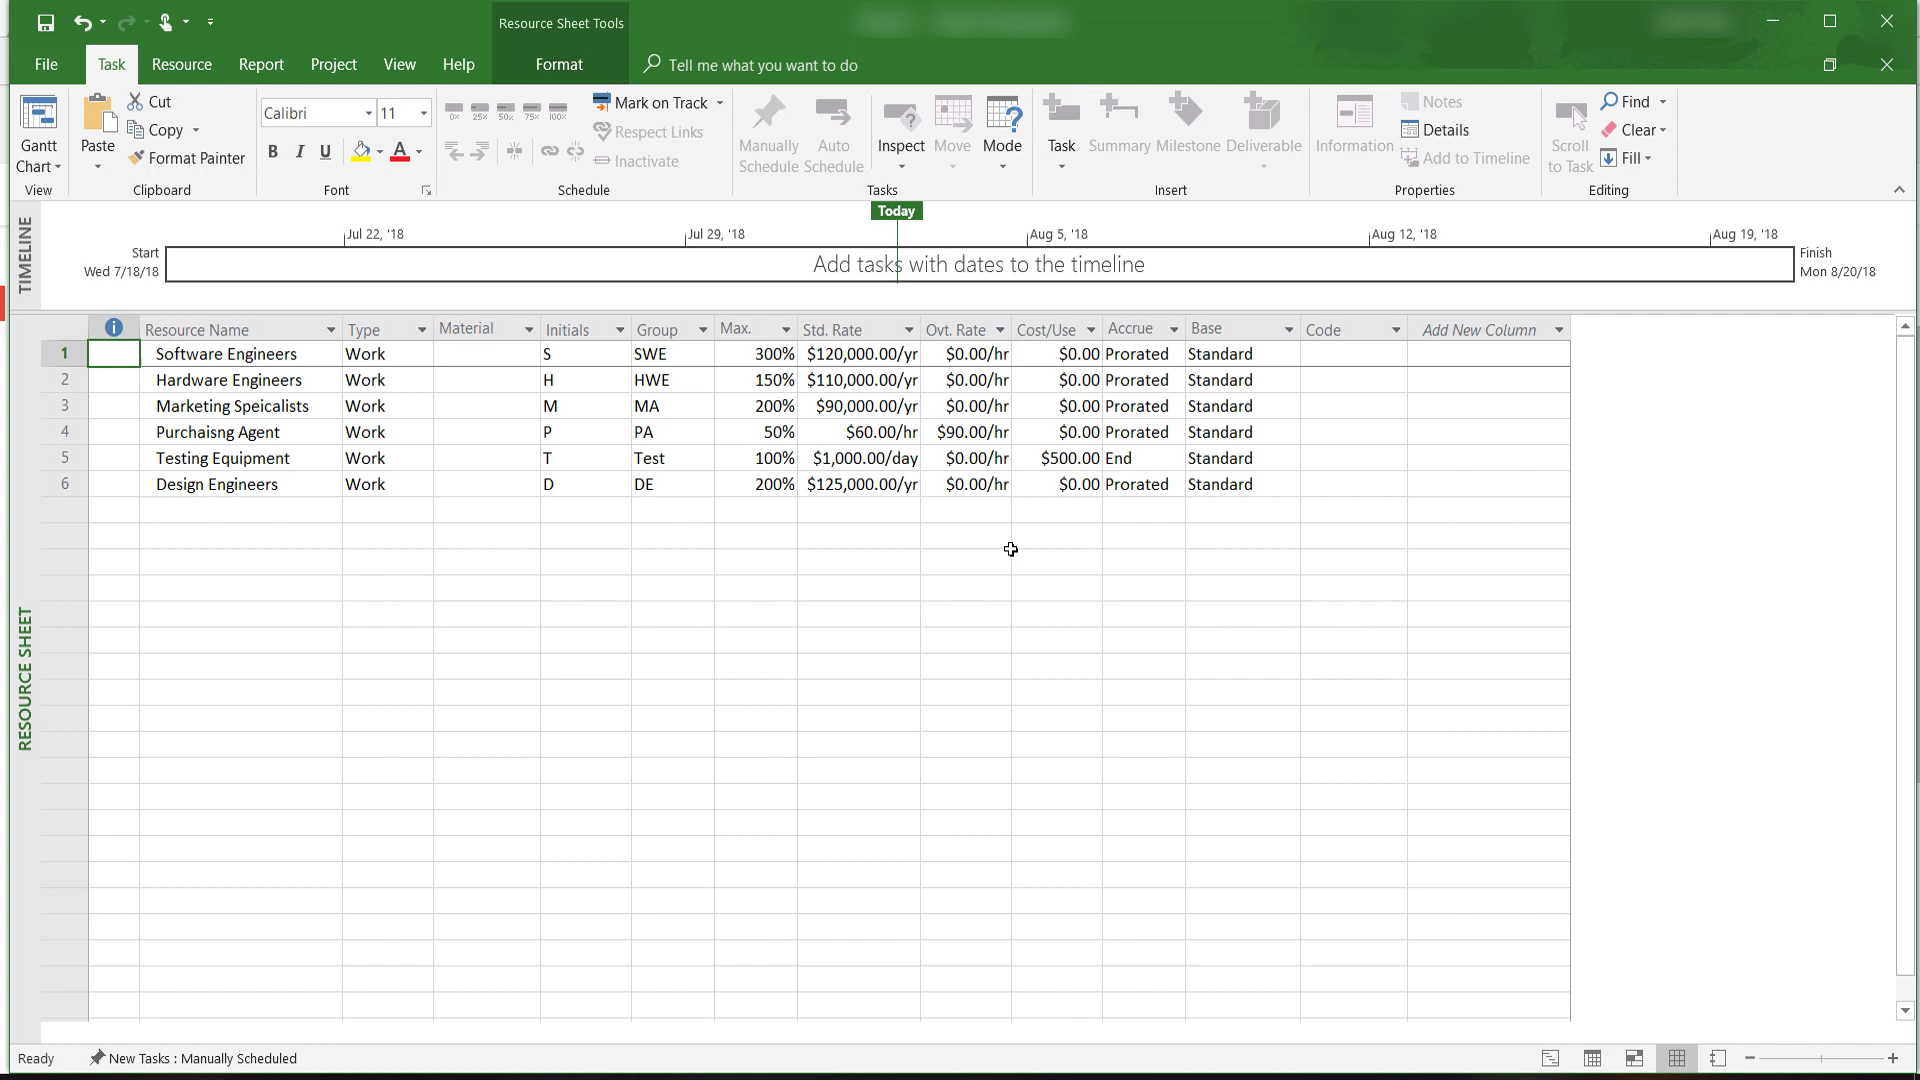 Resource Sheet Tools
File Task Resource Report Project View Help Format Tell me what you want to do
Gantt Chart
View
Paste
Cut
Copy
Format Painter
Clipboard
Calibri 11
B I U A
Font
0% 25% 50% 75% 100%
Mark on Track
Respect Links
Inactivate
Schedule
Manually Schedule
Auto Schedule
Inspect
Move
Mode
Tasks
Task
Summary
Milestone
Deliverable
Insert
Information
Notes
Details
Add to Timeline
Properties
Scroll to Task
Find
Clear
Fill
Editing
TIMELINE
Today
Jul 22, '18 Jul 29, '18 Aug 5, '18 Aug 12, '18 Aug 19, '18
Start
Wed 7/18/18
Add tasks with dates to the timeline
Finish
Mon 8/20/18
RESOURCE SHEET
Resource Name Type Material Initials Group Max. Std. Rate Ovt. Rate Cost/Use Accrue Base Code Add New Column
1 Software Engineers Work S SWE 300% $120,000.00/yr $0.00/hr $0.00 Prorated Standard
2 Hardware Engineers Work H HWE 150% $110,000.00/yr $0.00/hr $0.00 Prorated Standard
3 Marketing Speicalists Work M MA 200% $90,000.00/yr $0.00/hr $0.00 Prorated Standard
4 Purchaisng Agent Work P PA 50% $60.00/hr $90.00/hr $0.00 Prorated Standard
5 Testing Equipment Work T Test 100% $1,000.00/day $0.00/hr $500.00 End Standard
6 Design Engineers Work D DE 200% $125,000.00/yr $0.00/hr $0.00 Prorated Standard
Ready New Tasks : Manually Scheduled